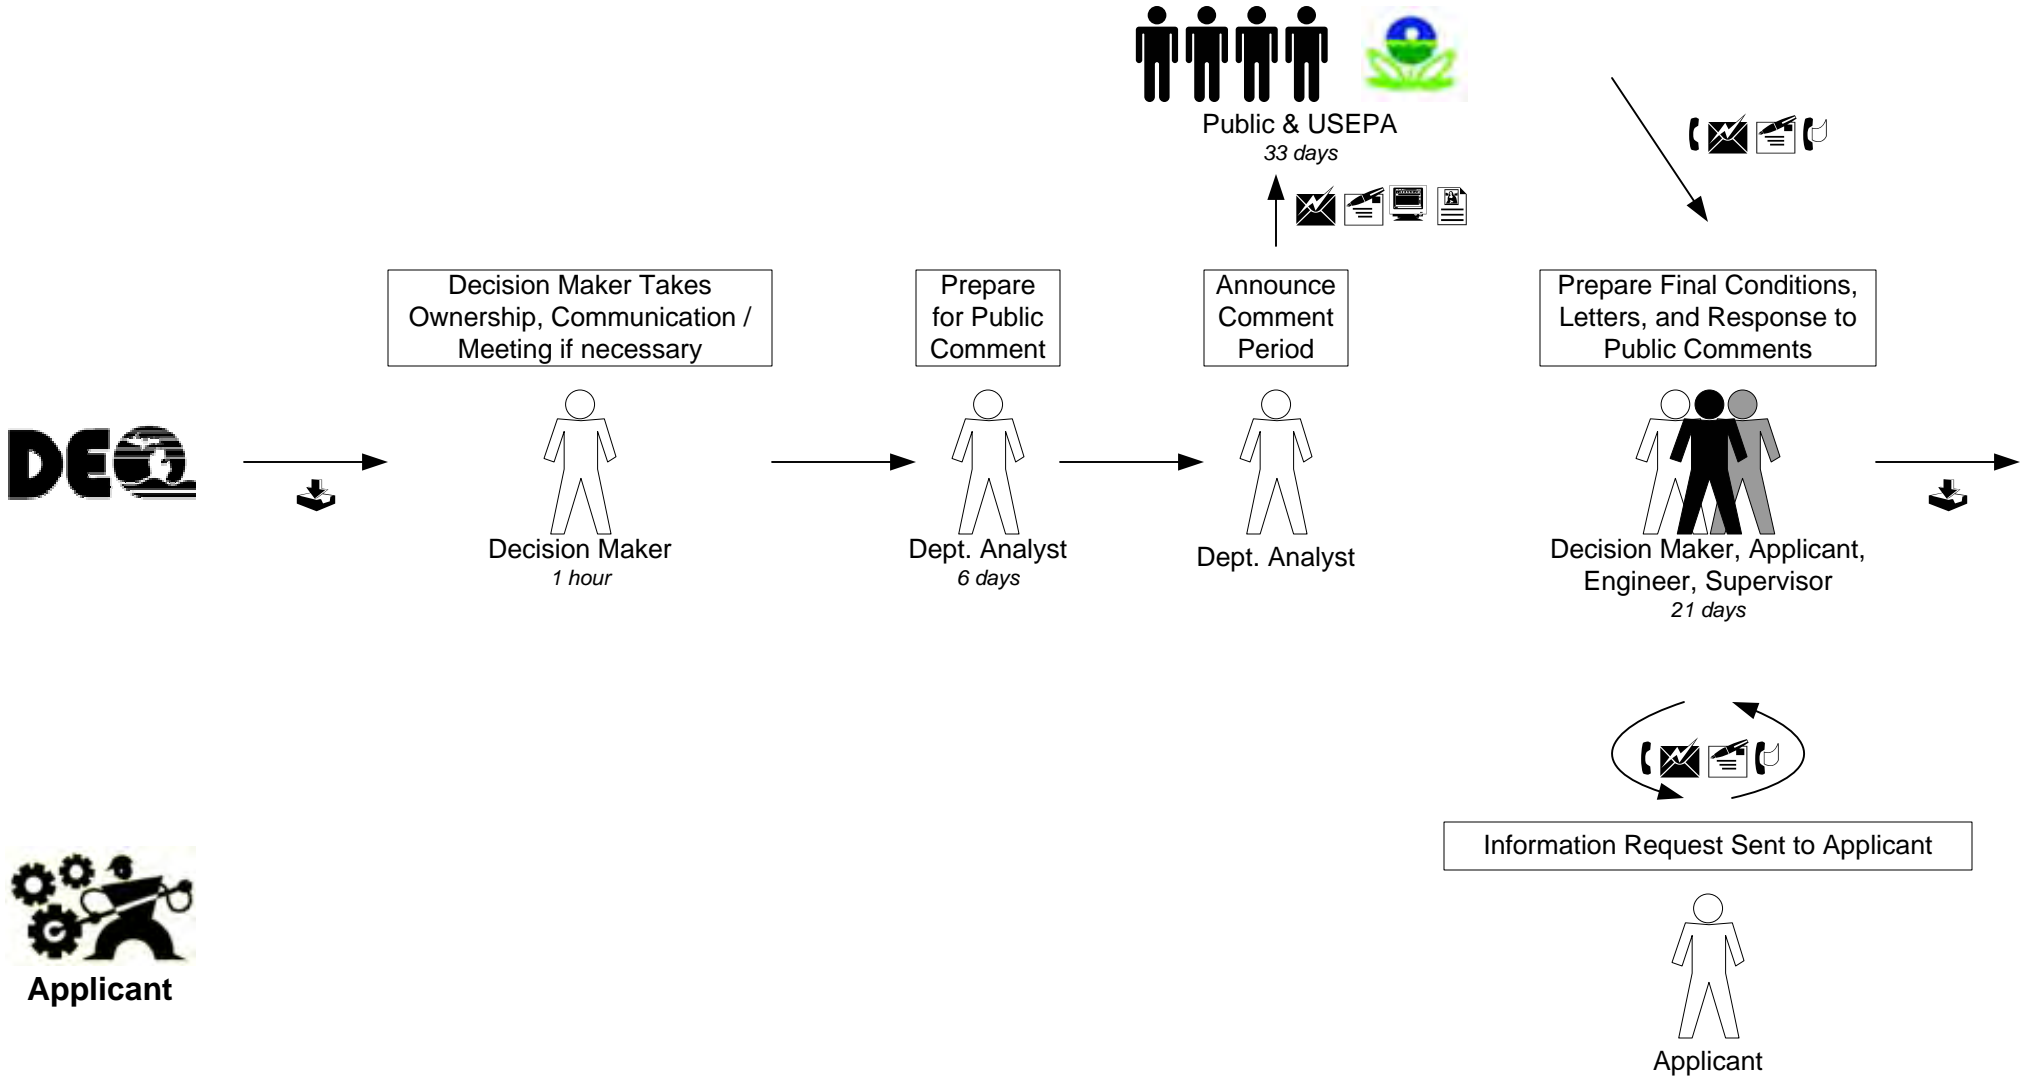 Public & USEPA
33 days
Decision Maker Takes
Ownership, Communication /
Meeting if necessary
Prepare
for Public
Comment
Announce
Comment
Period
Prepare Final Conditions,
Letters, and Response to
Public Comments
DEQ
Decision Maker
1 hour
Dept. Analyst
6 days
Dept. Analyst
Decision Maker, Applicant,
Engineer, Supervisor
21 days
Information Request Sent to Applicant
Applicant
Applicant